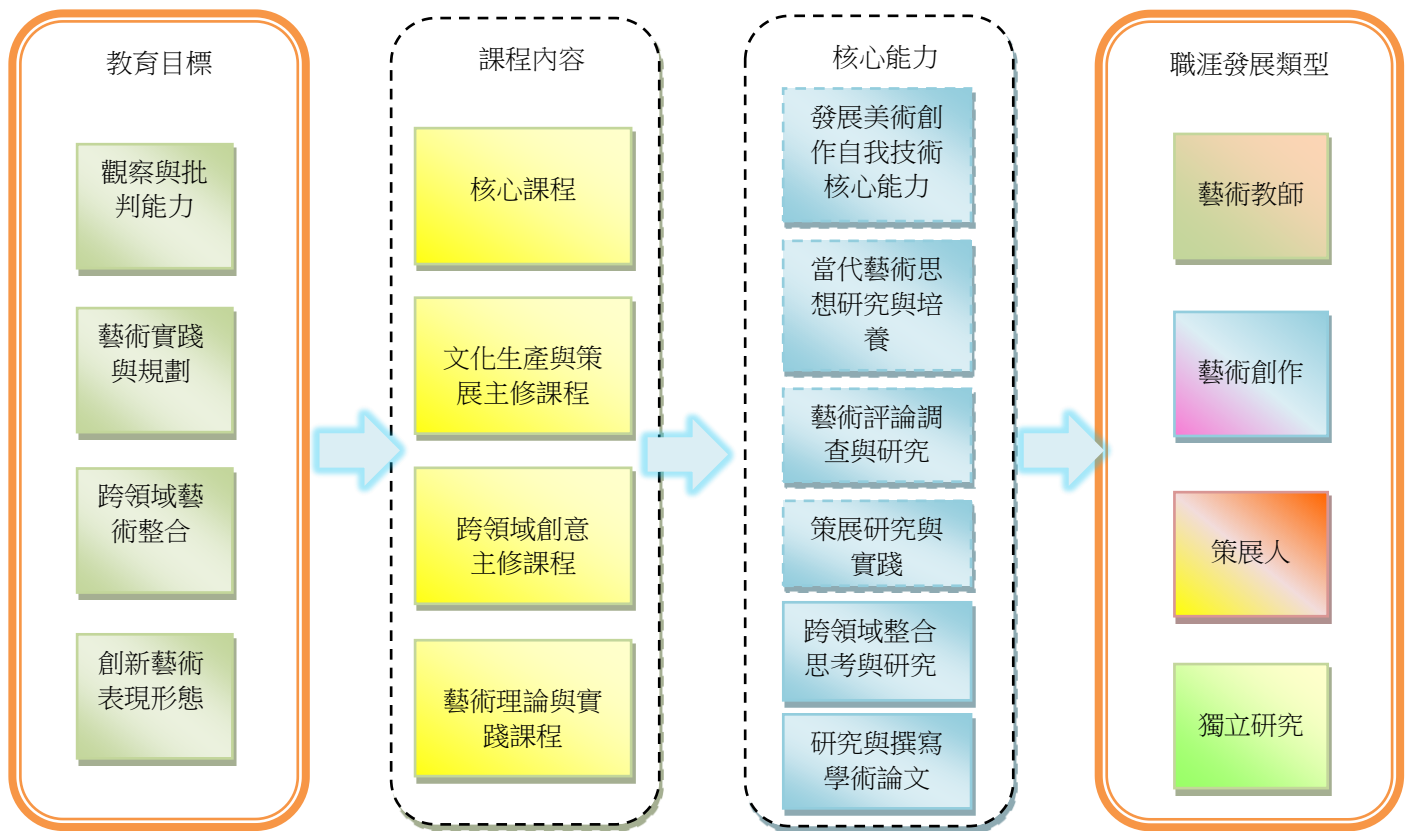 教育目標
觀察與批
判能力
藝術實踐
與規劃
跨領域藝
術整合
創新藝術
表現形態
課程內容
核心課程
文化生產與策
展主修課程
跨領域創意
主修課程
藝術理論與實
踐課程
核心能力
發展美術創
作自我技術
核心能力
當代藝術思
想研究與培
養
藝術評論調
查與研究
策展研究與
實踐
跨領域整合
思考與研究
研究與撰寫
學術論文
職涯發展類型
藝術教師
藝術創作
策展人
獨立研究